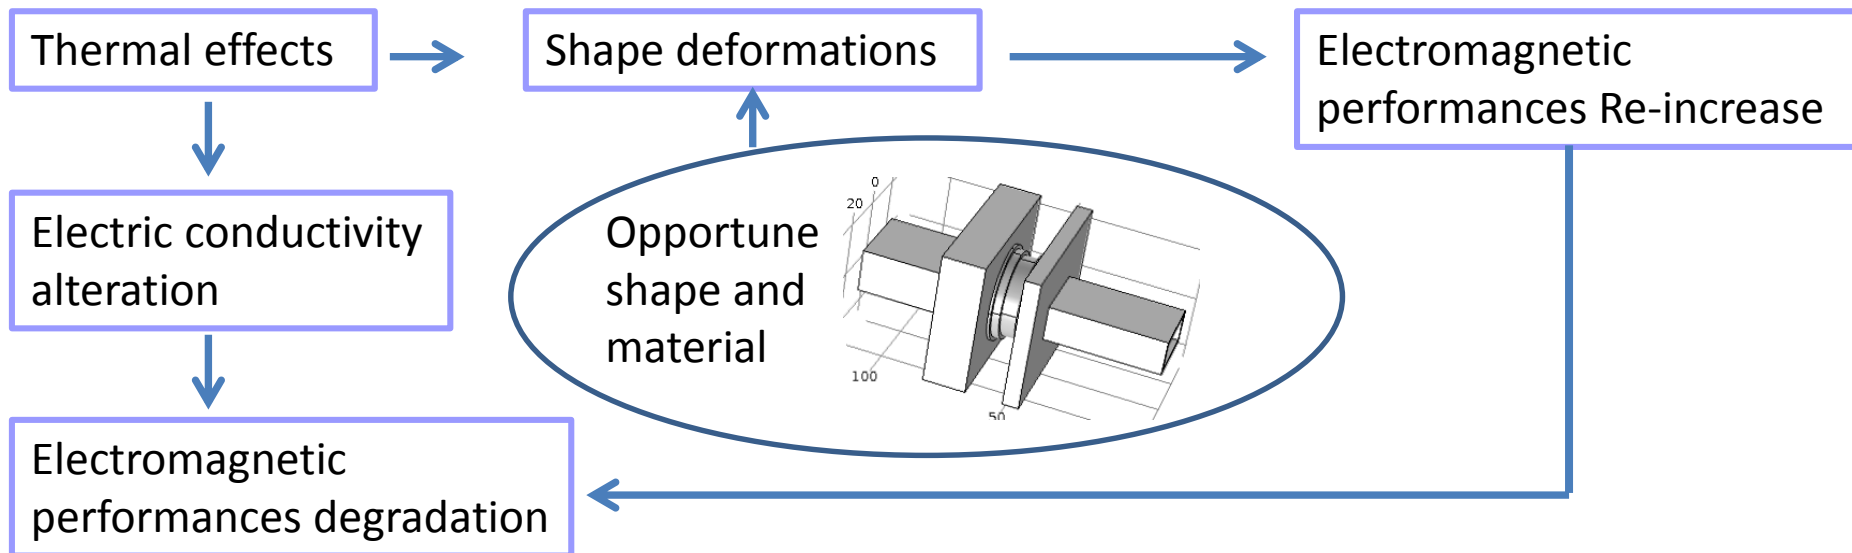 Thermal effects
Shape deformations
Electromagnetic
performances Re-increase
Electric conductivity
alteration
Opportune
shape and
material
0
20
100
50
Electromagnetic
performances degradation